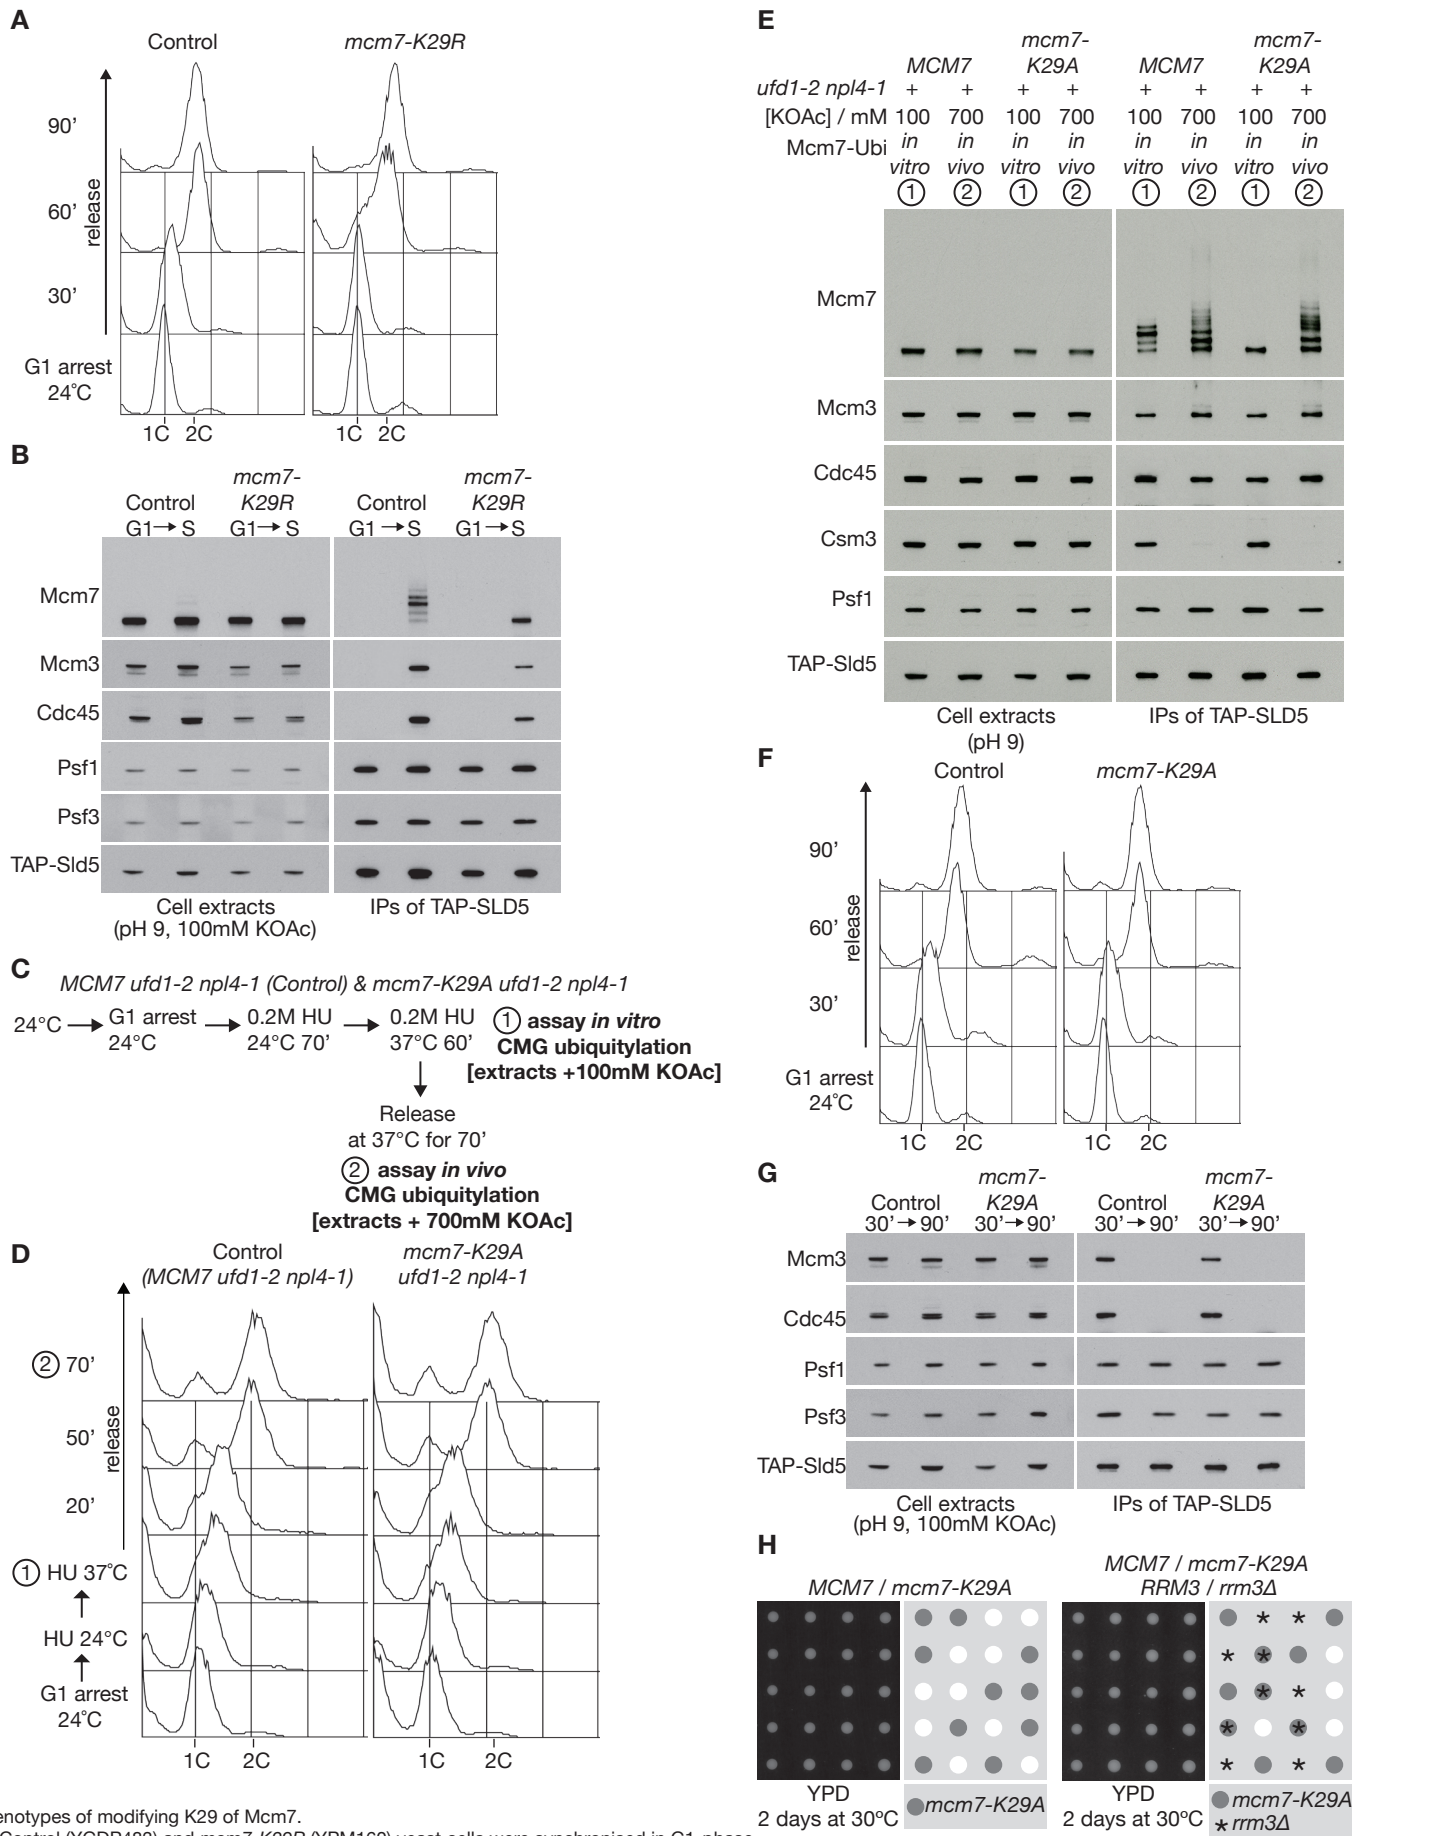 A
Control
mcm7-K29R
90’
60’
30’
release
G1 arrest
24°C
1C 2C
1C 2C
B
Control
mcm7-
K29R
Control
mcm7-
K29R
G1→S G1→S G1→S G1→S
Mcm7
Mcm3
Cdc45
Psf1
Psf3
TAP-Sld5
Cell extracts
(pH 9, 100mM KOAc)
IPs of TAP-SLD5
C
MCM7 ufd1-2 npl4-1 (Control) & mcm7-K29A ufd1-2 npl4-1
24°C → G1 arrest → 0.2M HU → 0.2M HU
24°C 24°C 70’ 37°C 60’
① assay in vitro
CMG ubiquitylation
[extracts +100mM KOAc]
Release
at 37°C for 70’
② assay in vivo
CMG ubiquitylation
[extracts + 700mM KOAc]
D
Control
(MCM7 ufd1-2 npl4-1)
mcm7-K29A
ufd1-2 npl4-1
② 70’
50’
20’
release
① HU 37°C
HU 24°C
G1 arrest
24°C
1C 2C
1C 2C
E
MCM7 mcm7-K29A MCM7 mcm7-K29A
ufd1-2 npl4-1 + + + + + + + +
[KOAc] / mM 100 700 100 700 100 700 100 700
Mcm7-Ubi in vitro in vivo in vitro in vivo in vitro in vivo in vitro in vivo
① ② ① ② ① ② ① ②
Mcm7
Mcm3
Cdc45
Csm3
Psf1
TAP-Sld5
Cell extracts
(pH 9)
IPs of TAP-SLD5
F
Control
mcm7-K29A
90’
60’
30’
release
G1 arrest
24°C
1C 2C
1C 2C
G
Control
mcm7-
K29A
Control
mcm7-
K29A
30’→90’ 30’→90’ 30’→90’ 30’→90’
Mcm3
Cdc45
Psf1
Psf3
TAP-Sld5
Cell extracts
(pH 9, 100mM KOAc)
IPs of TAP-SLD5
H
MCM7 / mcm7-K29A
MCM7 / mcm7-K29A
RRM3 / rrm3Δ
YPD
2 days at 30ºC
mcm7-K29A
YPD
2 days at 30ºC
mcm7-K29A
* rrm3Δ
enotypes of modifying K29 of Mcm7.